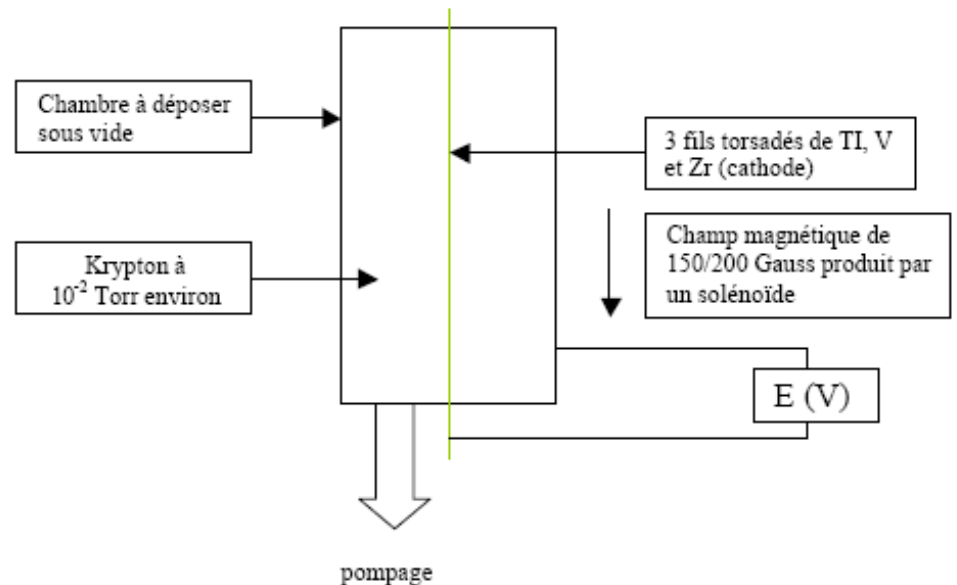 Chambre à déposer
sous vide
3 fils torsadés de TI, V
et Zr (cathode)
Krypton à
10⁻² Torr environ
Champ magnétique de
150/200 Gauss produit par
un solénoïde
E (V)
pompage